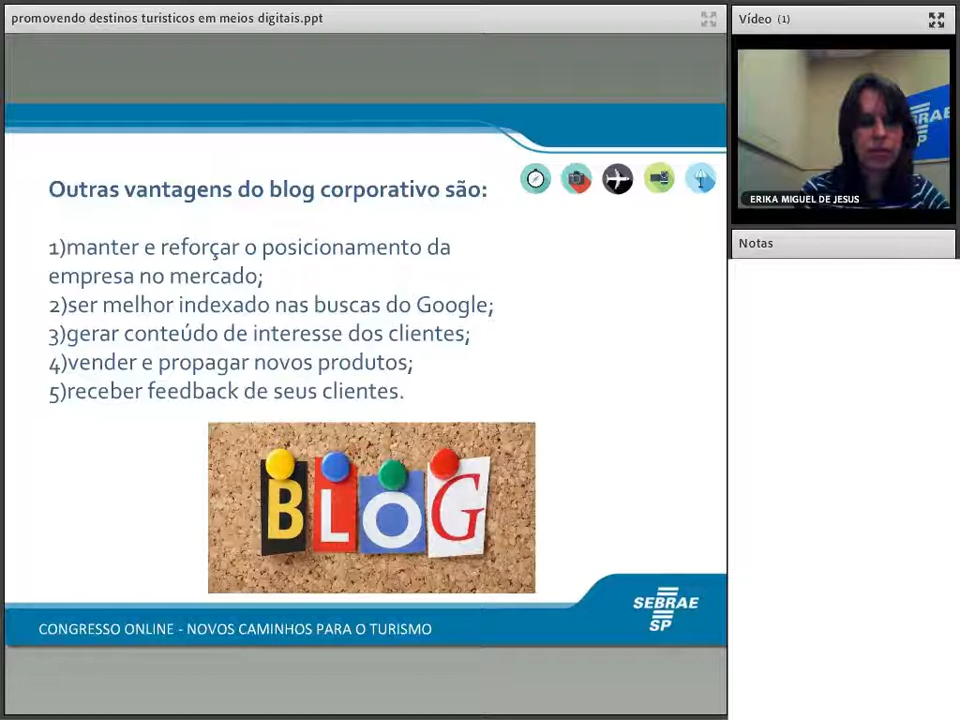 promovendo destinos turisticos em meios digitais.ppt
Vídeo (1)
SEBRAE
SP
ERIKA MIGUEL DE JESUS
Notas
Outras vantagens do blog corporativo são:
1)manter e reforçar o posicionamento da
empresa no mercado;
2)ser melhor indexado nas buscas do Google;
3)gerar conteúdo de interesse dos clientes;
4)vender e propagar novos produtos;
5)receber feedback de seus clientes.
BLOG
CONGRESSO ONLINE - NOVOS CAMINHOS PARA O TURISMO
SEBRAE
SP